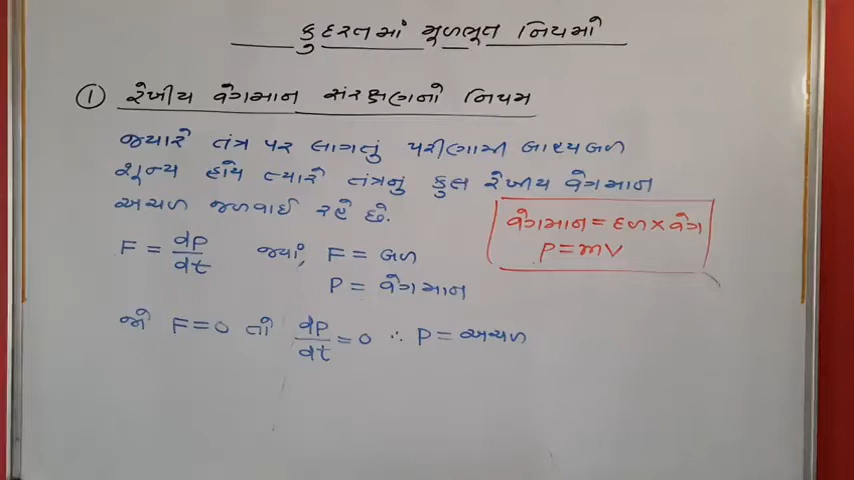 કુદરતમાં મૂળભૂત નિયમો
① રેખીય વેગમાન સંરક્ષણનો નિયમ
જ્યારે તંત્ર પર લાગતું પરીણામી બાહ્યબળ
શૂન્ય હોય ત્યારે તંત્રનુ કુલ રેખીય વેગમાન
અચળ જળવાઈ રહે છે.
વેગમાન = દળ × વેગ
P = mv
F = dP/dt જ્યાં, F = બળ
P = વેગમાન
જો F = 0 તો dP/dt = 0 ∴ P = અચળ